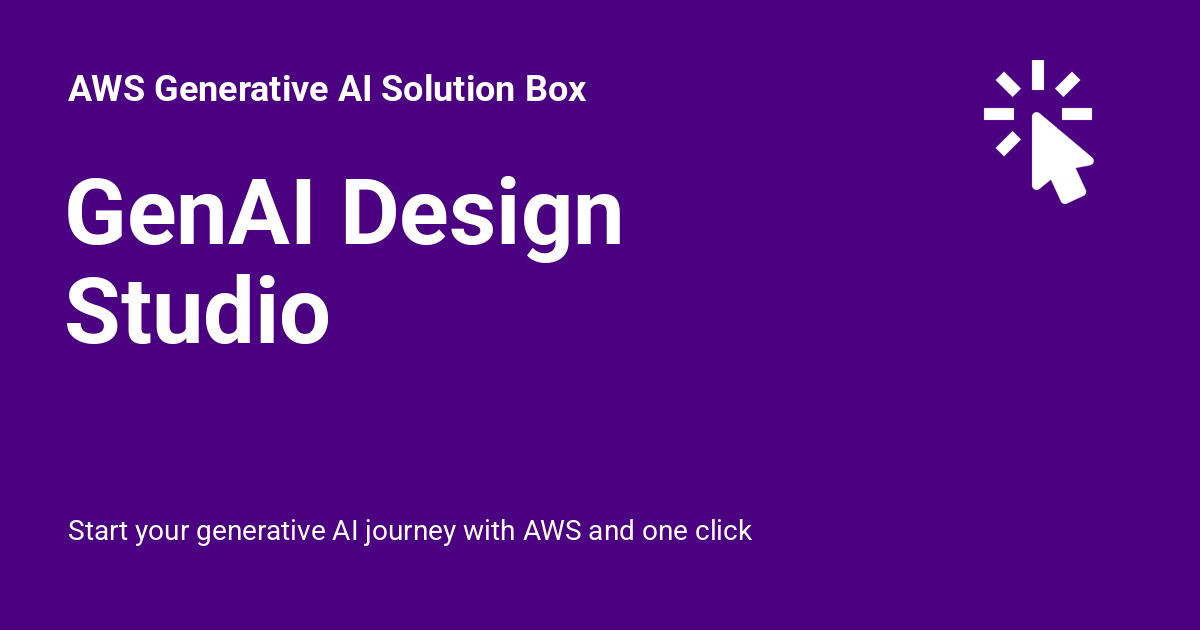 AWS Generative AI Solution Box
GenAI Design
Studio
Start your generative AI journey with AWS and one click